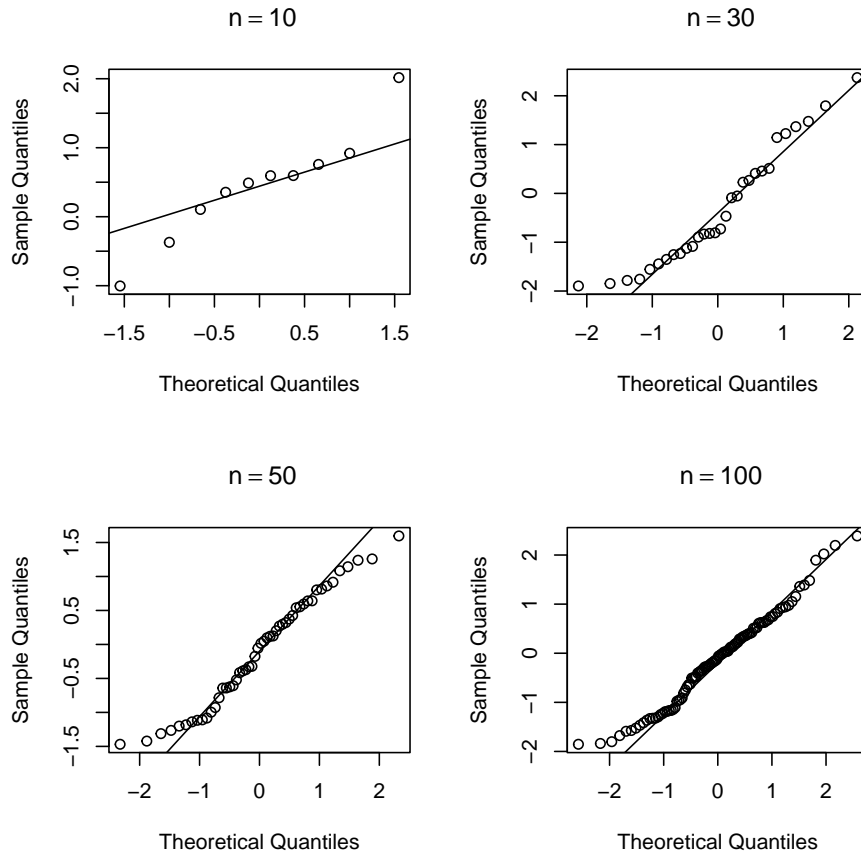 n = 10
Sample Quantiles
2.0
1.0
0.0
−1.0
−1.5 −0.5 0.5 1.5
Theoretical Quantiles
n = 30
Sample Quantiles
2
1
0
−1
−2
−2 −1 0 1 2
Theoretical Quantiles
n = 50
Sample Quantiles
1.5
0.5
−0.5
−1.5
−2 −1 0 1 2
Theoretical Quantiles
n = 100
Sample Quantiles
2
1
0
−1
−2
−2 −1 0 1 2
Theoretical Quantiles